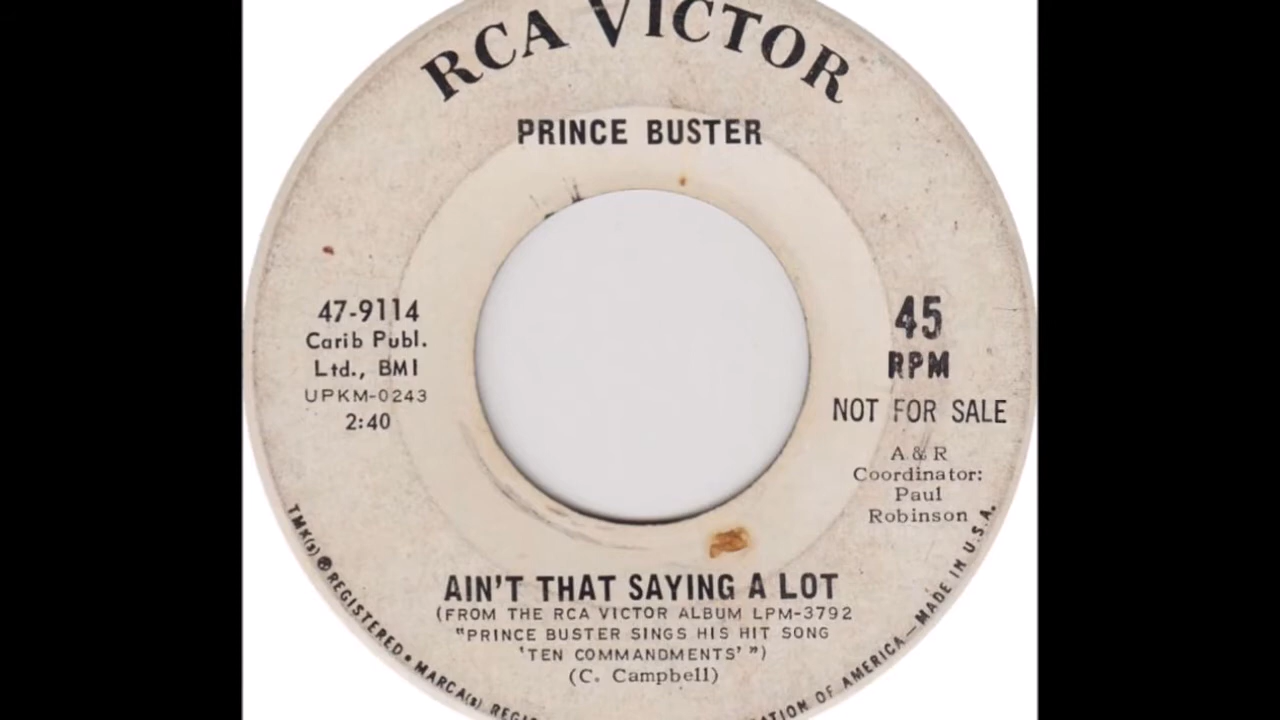 RCA VICTOR
PRINCE BUSTER
47-9114
Carib Publ.
Ltd., BMI
UPKM-0243
2:40
45
RPM
NOT FOR SALE
A & R
Coordinator:
Paul
Robinson
AIN'T THAT SAYING A LOT
(FROM THE RCA VICTOR ALBUM LPM-3792
"PRINCE BUSTER SINGS HIS HIT SONG
'TEN COMMANDMENTS' ")
(C. Campbell)
TMK(s) ® REGISTERED • MARCA(s) OF AMERICA—MADE IN U.S.A.